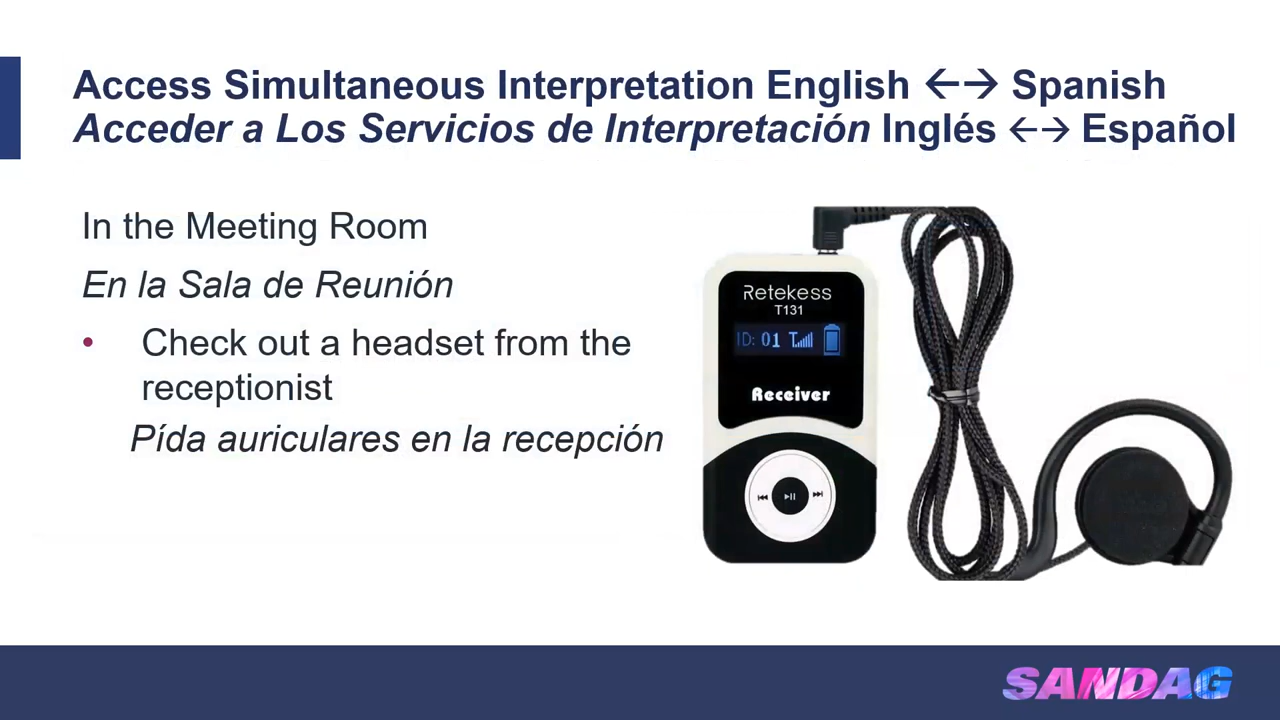 Access Simultaneous Interpretation English ←→ Spanish
Acceder a Los Servicios de Interpretación Inglés ←→ Español
In the Meeting Room
En la Sala de Reunión
• Check out a headset from the
receptionist
Pída auriculares en la recepción
Retekess
T131
ID: 01
Receiver
SANDAG